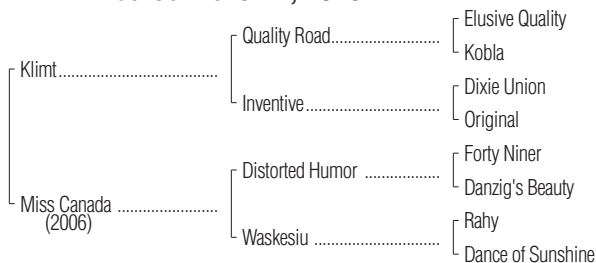 Elusive Quality
Quality Road
Kobla
Klimt
Dixie Union
Inventive
Original
Forty Niner
Distorted Humor
Danzig's Beauty
Miss Canada
(2006)
Rahy
Waskesiu
Dance of Sunshine